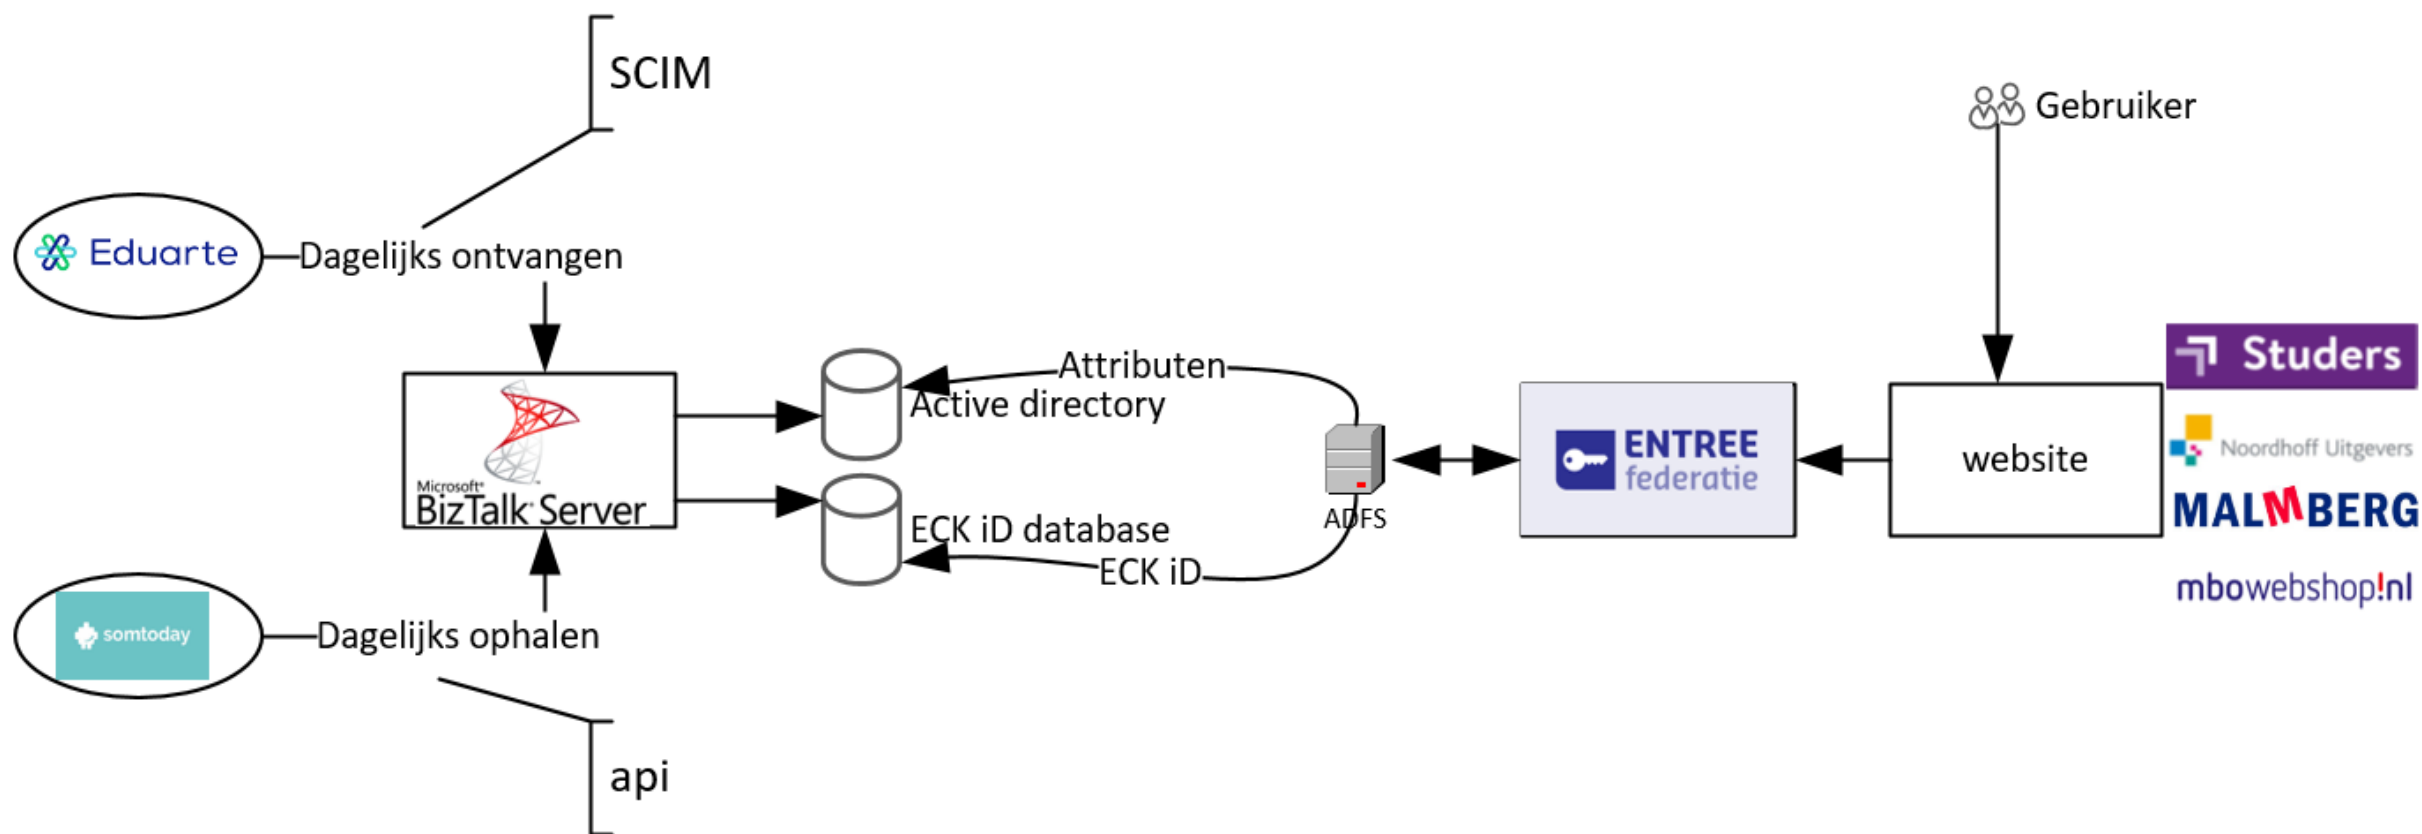 SCIM
Gebruiker
Eduarte
Dagelijks ontvangen
Studers
Attributen
Active directory
ENTREE
federatie
website
Noordhoff Uitgevers
Microsoft®
BizTalk Server
MALMBERG
ADFS
ECK iD database
ECK iD
mbowebshop!nl
somtoday
Dagelijks ophalen
api